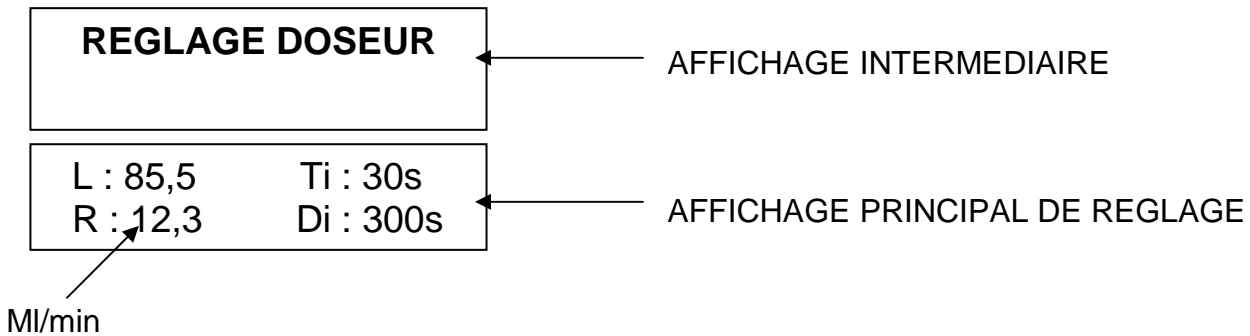 REGLAGE DOSEUR
AFFICHAGE INTERMEDIAIRE
L : 85,5 Ti : 30s
R : 12,3 Di : 300s
AFFICHAGE PRINCIPAL DE REGLAGE
Ml/min